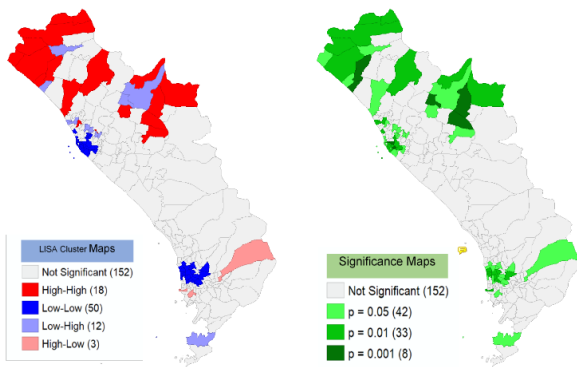 LISA Cluster Maps
Not Significant (152)
High-High (18)
Low-Low (50)
Low-High (12)
High-Low (3)
Significance Maps
Not Significant (152)
p = 0.05 (42)
p = 0.01 (33)
p = 0.001 (8)